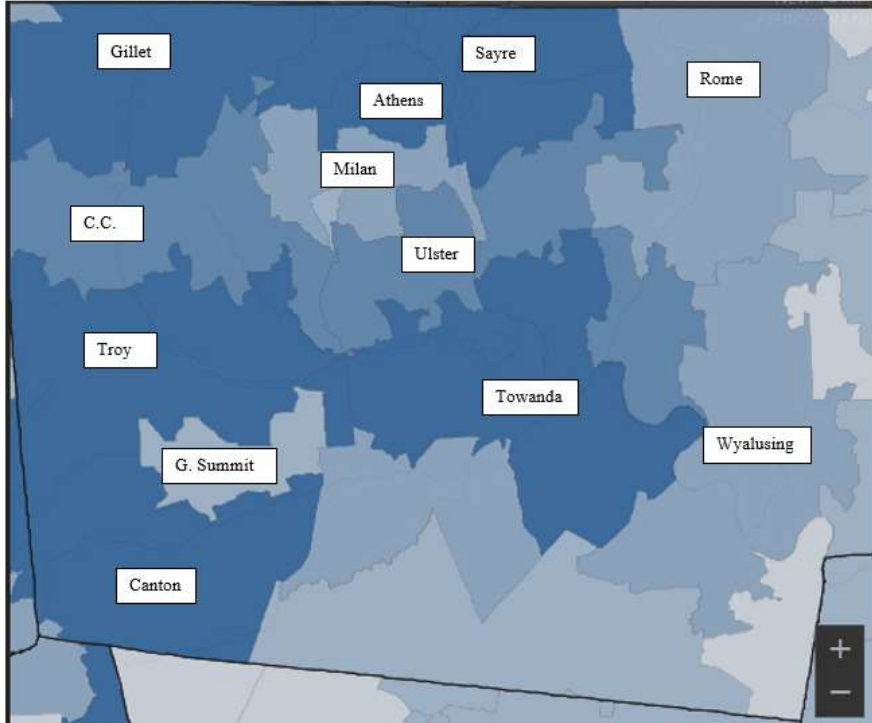 Gillet
Sayre
Rome
Athens
Milan
C.C.
Ulster
Troy
Towanda
Wyalusing
G. Summit
Canton
+
−